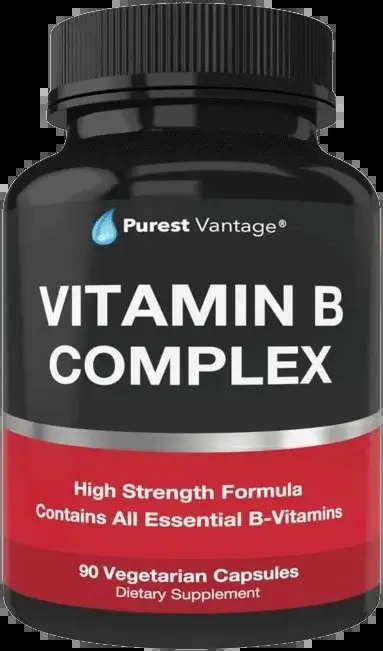 Purest Vantage®
VITAMIN B
COMPLEX
High Strength Formula
Contains All Essential B-Vitamins
90 Vegetarian Capsules
Dietary Supplement